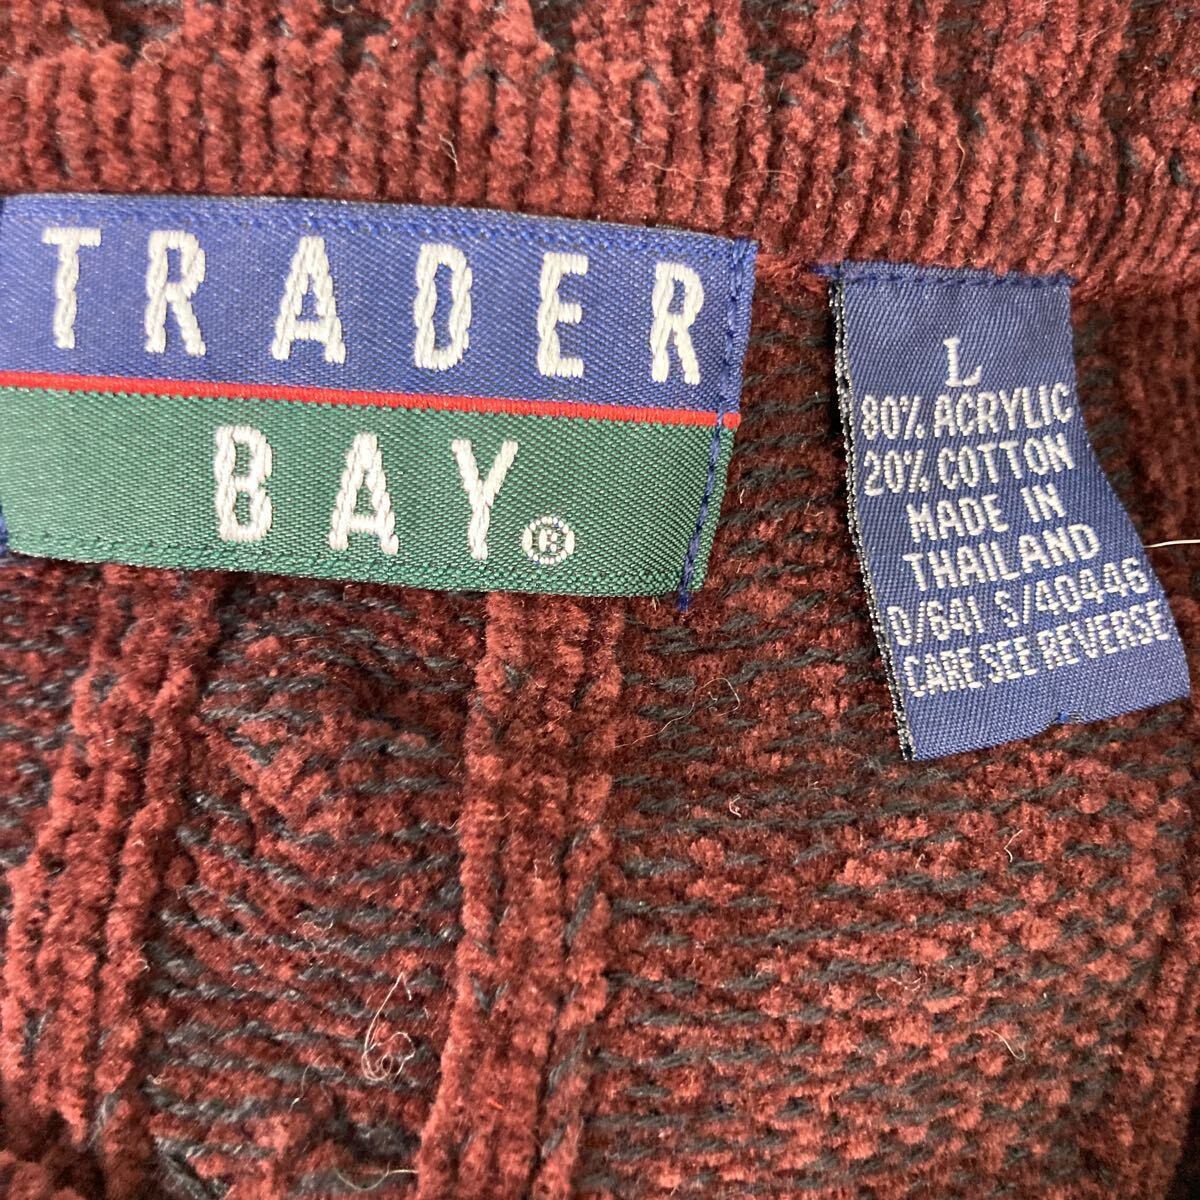 TRADER
BAY®
L
80% ACRYLIC
20% COTTON
MADE IN
THAILAND
0/641 S/40446
CARE SEE REVERSE